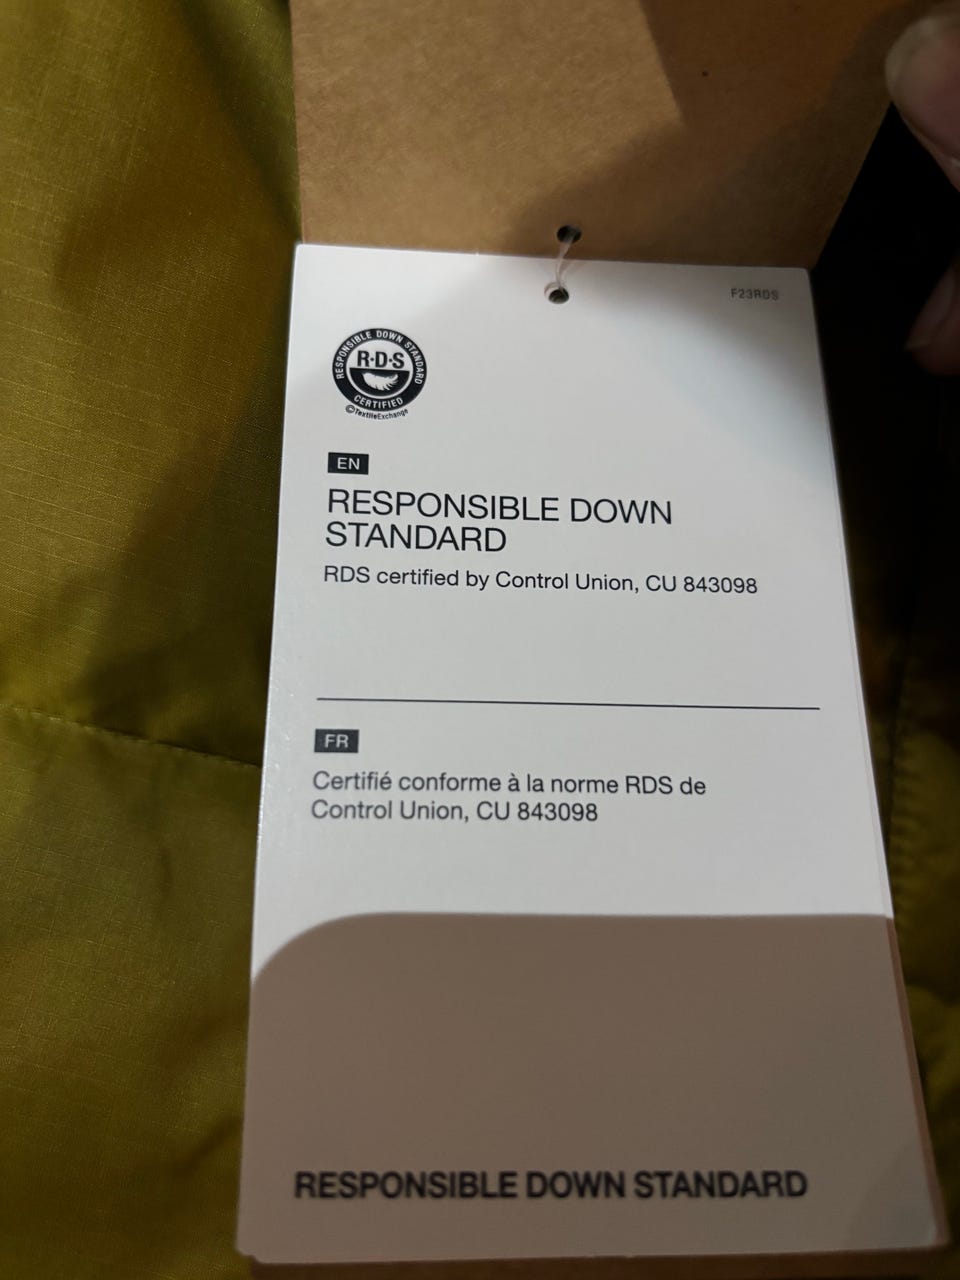 F23RDS
RESPONSIBLE DOWN STANDARD
R·D·S
CERTIFIED
©TextileExchange
EN
RESPONSIBLE DOWN
STANDARD
RDS certified by Control Union, CU 843098
FR
Certifié conforme à la norme RDS de
Control Union, CU 843098
RESPONSIBLE DOWN STANDARD